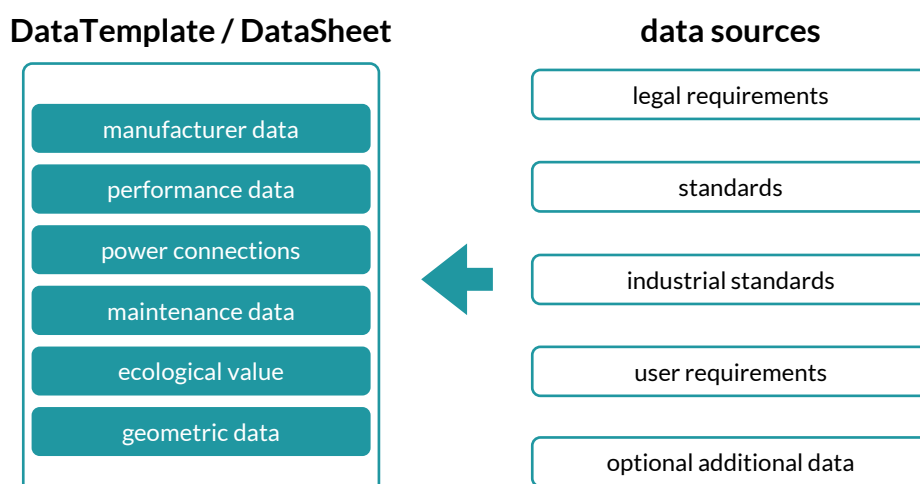 DataTemplate / DataSheet
manufacturer data
performance data
power connections
maintenance data
ecological value
geometric data
data sources
legal requirements
standards
industrial standards
user requirements
optional additional data